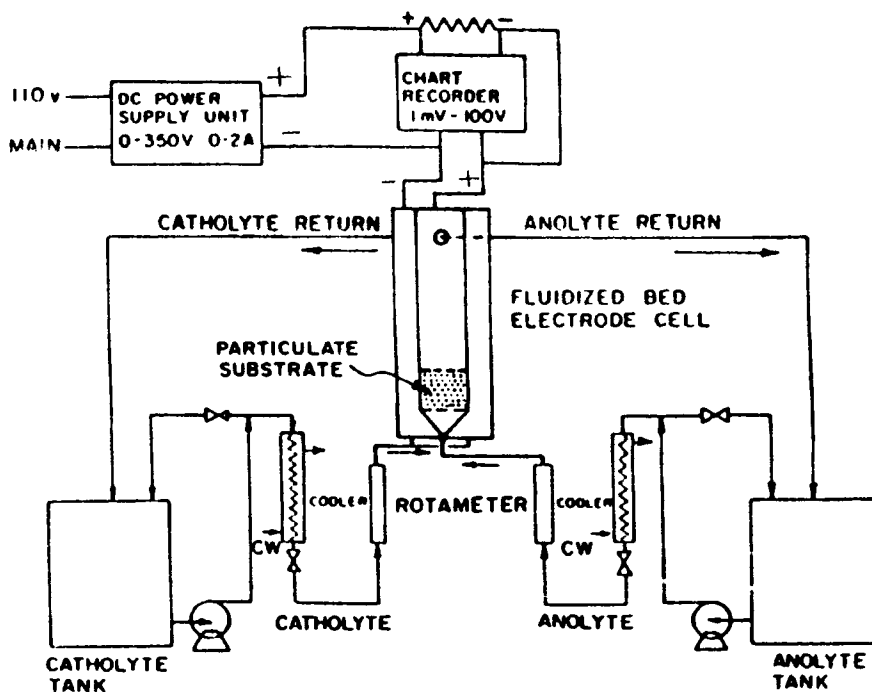 + -
110 v
MAIN
DC POWER
SUPPLY UNIT
0-350V 0-2A
+
-
CHART
RECORDER
1mV-100V
- +
CATHOLYTE RETURN
ANOLYTE RETURN
FLUIDIZED BED
ELECTRODE CELL
PARTICULATE
SUBSTRATE
COOLER
ROTAMETER
COOLER
CW
CW
CATHOLYTE
ANOLYTE
CATHOLYTE
TANK
ANOLYTE
TANK